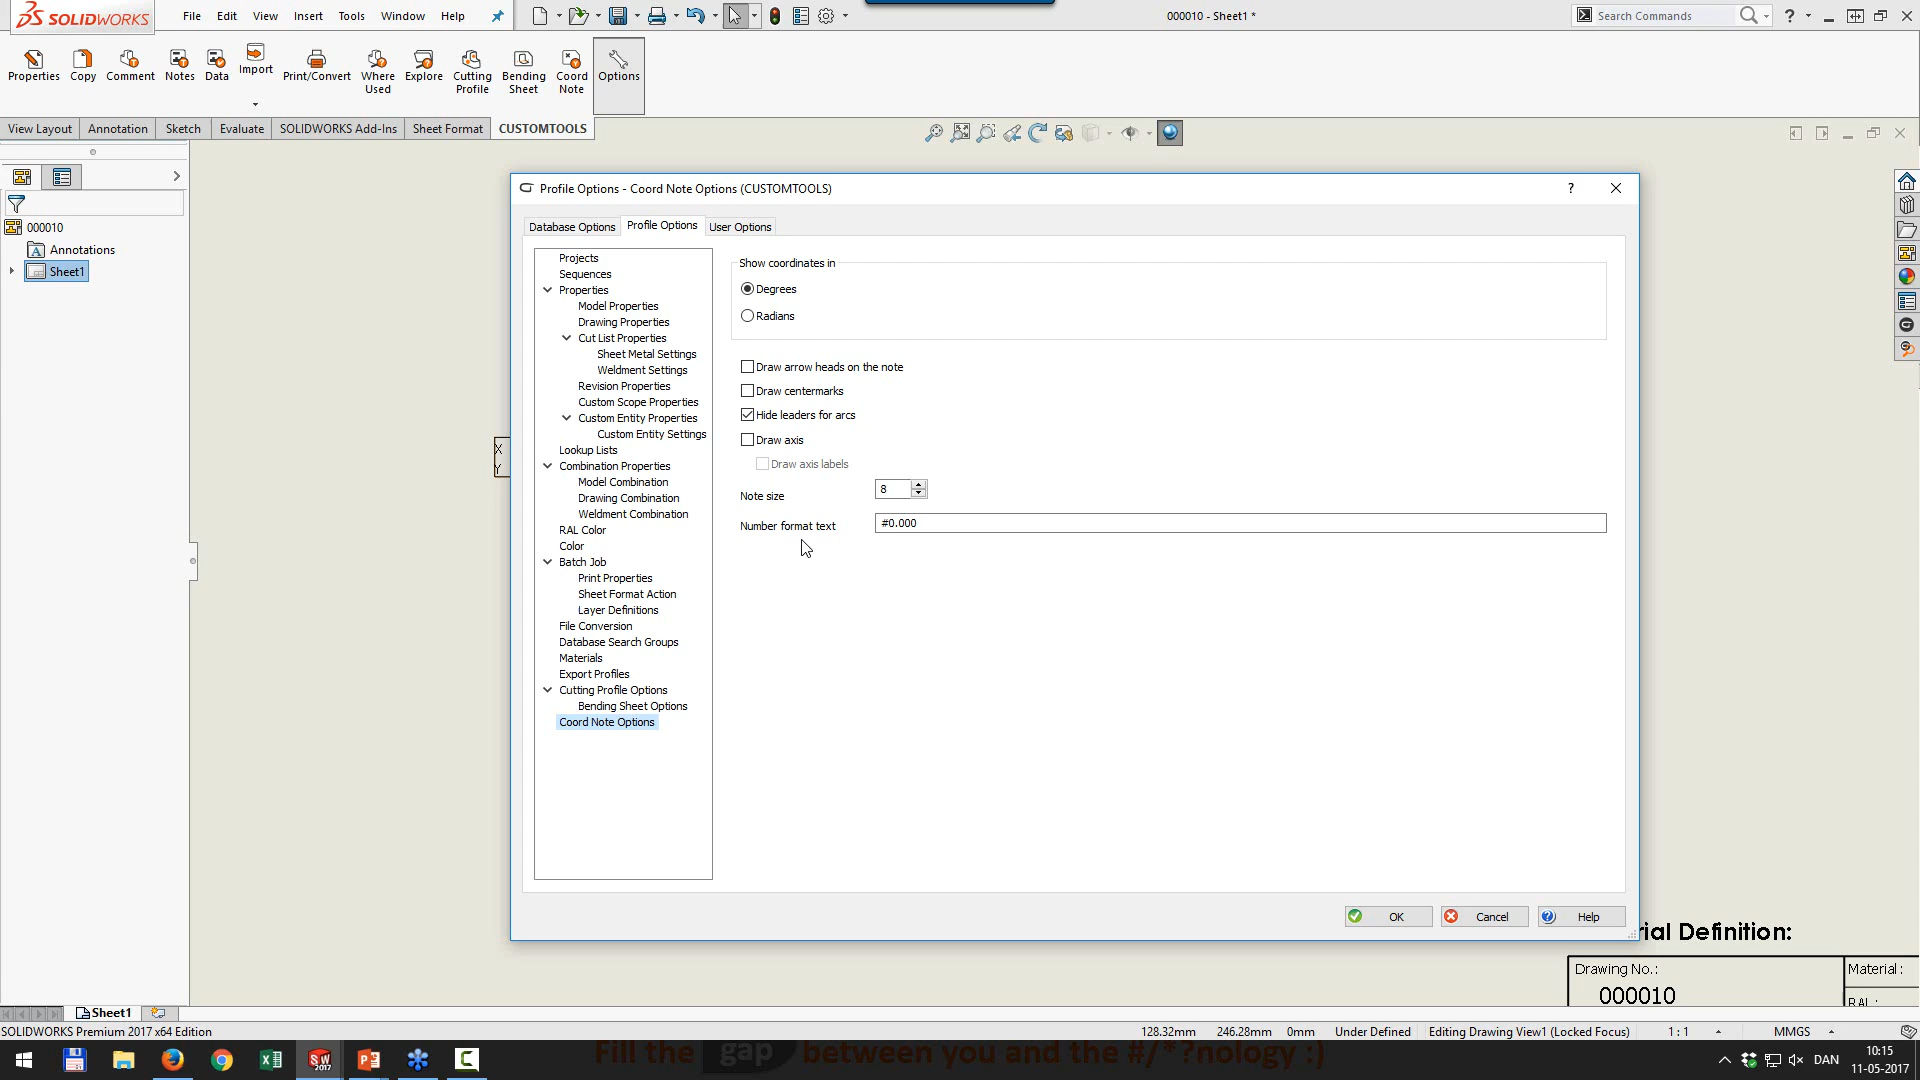 SOLIDWORKS
File Edit View Insert Tools Window Help
000010 - Sheet1 *
Search Commands
Properties Copy Comment Notes Data Import Print/Convert Where Used Explore Cutting Profile Bending Sheet Coord Note Options
View Layout Annotation Sketch Evaluate SOLIDWORKS Add-Ins Sheet Format CUSTOMTOOLS
000010
Annotations
Sheet1
X
Y
Profile Options - Coord Note Options (CUSTOMTOOLS)
Database Options Profile Options User Options
Projects
Sequences
Properties
Model Properties
Drawing Properties
Cut List Properties
Sheet Metal Settings
Weldment Settings
Revision Properties
Custom Scope Properties
Custom Entity Properties
Custom Entity Settings
Lookup Lists
Combination Properties
Model Combination
Drawing Combination
Weldment Combination
RAL Color
Color
Batch Job
Print Properties
Sheet Format Action
Layer Definitions
File Conversion
Database Search Groups
Materials
Export Profiles
Cutting Profile Options
Bending Sheet Options
Coord Note Options
Show coordinates in
Degrees
Radians
Draw arrow heads on the note
Draw centermarks
Hide leaders for arcs
Draw axis
Draw axis labels
Note size 8
Number format text #0.000
OK Cancel Help
rial Definition:
Drawing No.: Material :
000010 RAL :
Sheet1
SOLIDWORKS Premium 2017 x64 Edition 128.32mm 246.28mm 0mm Under Defined Editing Drawing View1 (Locked Focus) 1 : 1 MMGS
Fill the gap between you and the #/*?nology :)
DAN
10:15
11-05-2017